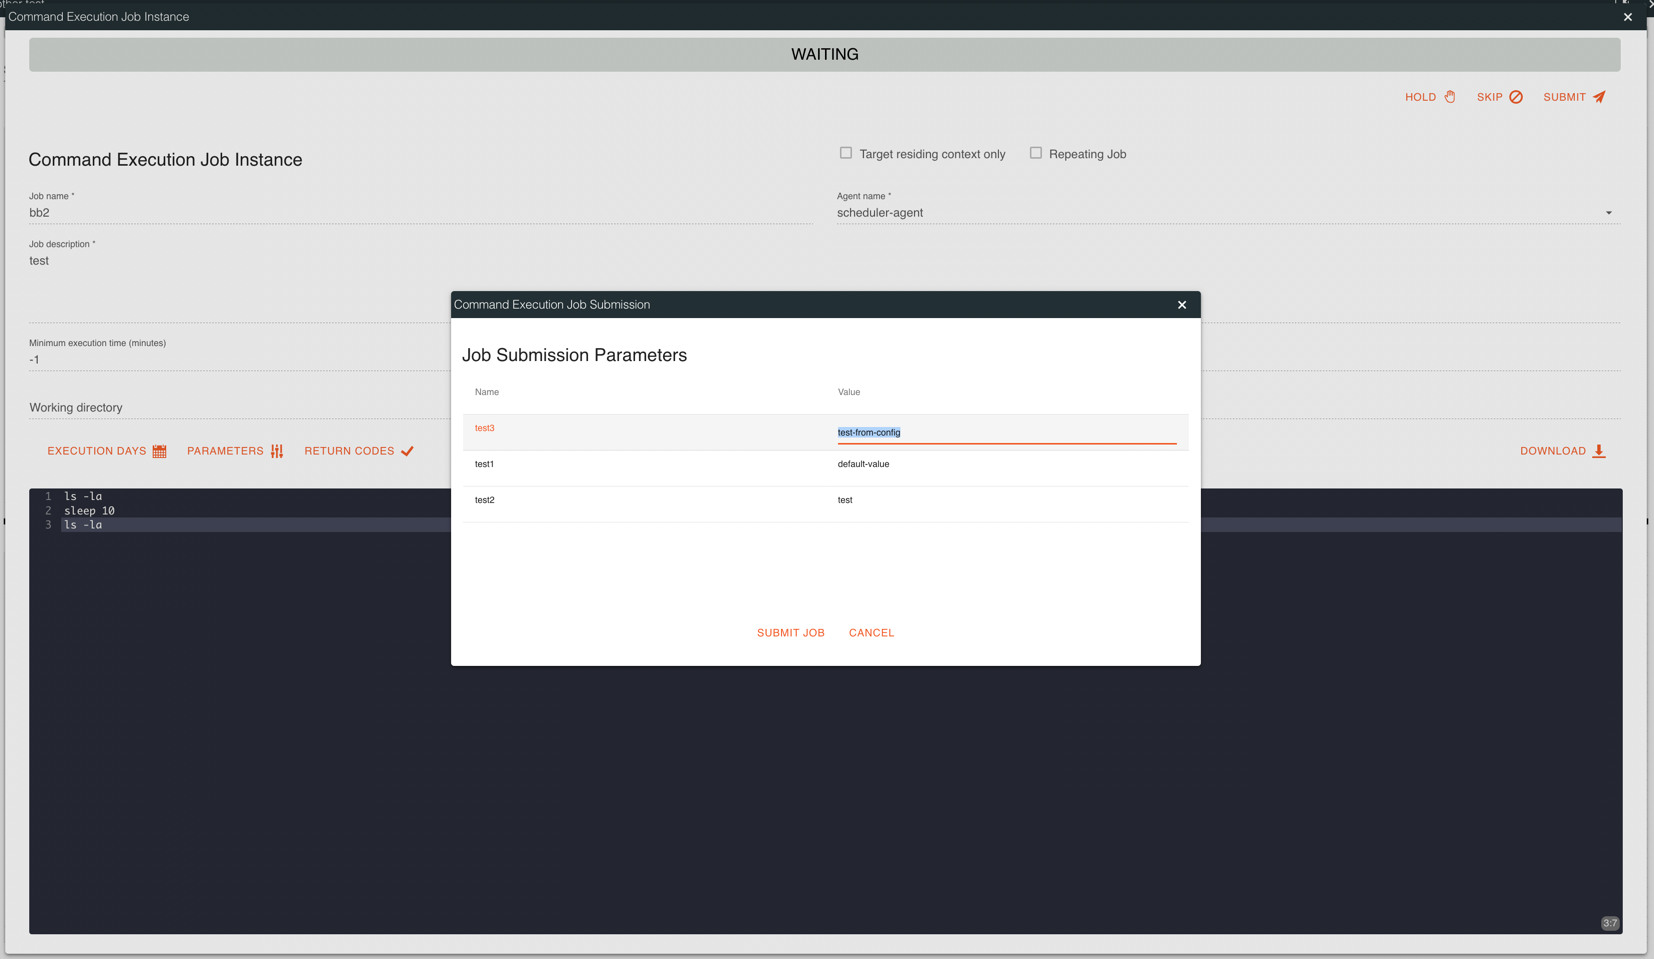 Command Execution Job Instance
WAITING
HOLD SKIP SUBMIT
Command Execution Job Instance
Target residing context only Repeating Job
Job name * Agent name *
bb2 scheduler-agent
Job description *
test
Command Execution Job Submission
Minimum execution time (minutes)
-1
Working directory
EXECUTION DAYS PARAMETERS RETURN CODES DOWNLOAD
1 ls -la
2 sleep 10
3 ls -la
Job Submission Parameters
Name Value
test3 test-from-config
test1 default-value
test2 test
SUBMIT JOB CANCEL
3:7